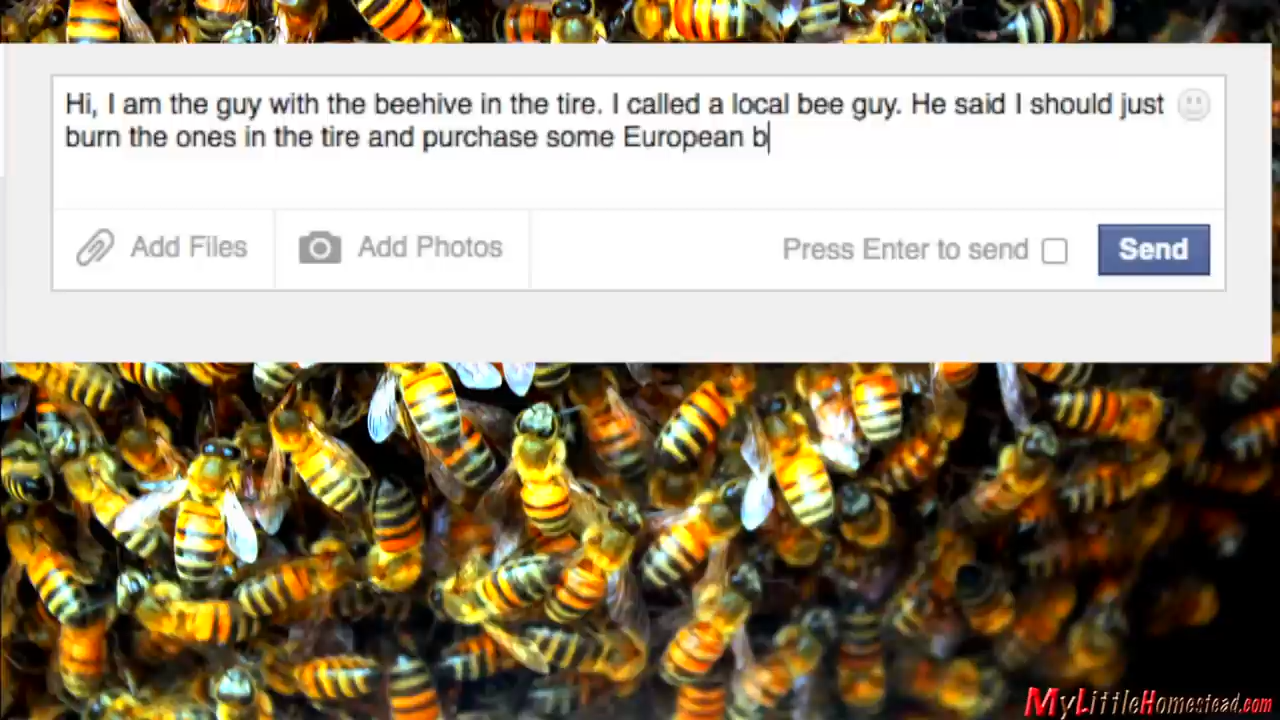 Hi, I am the guy with the beehive in the tire. I called a local bee guy. He said I should just
burn the ones in the tire and purchase some European b
Add Files
Add Photos
Press Enter to send
Send
MyLittleHomestead.com